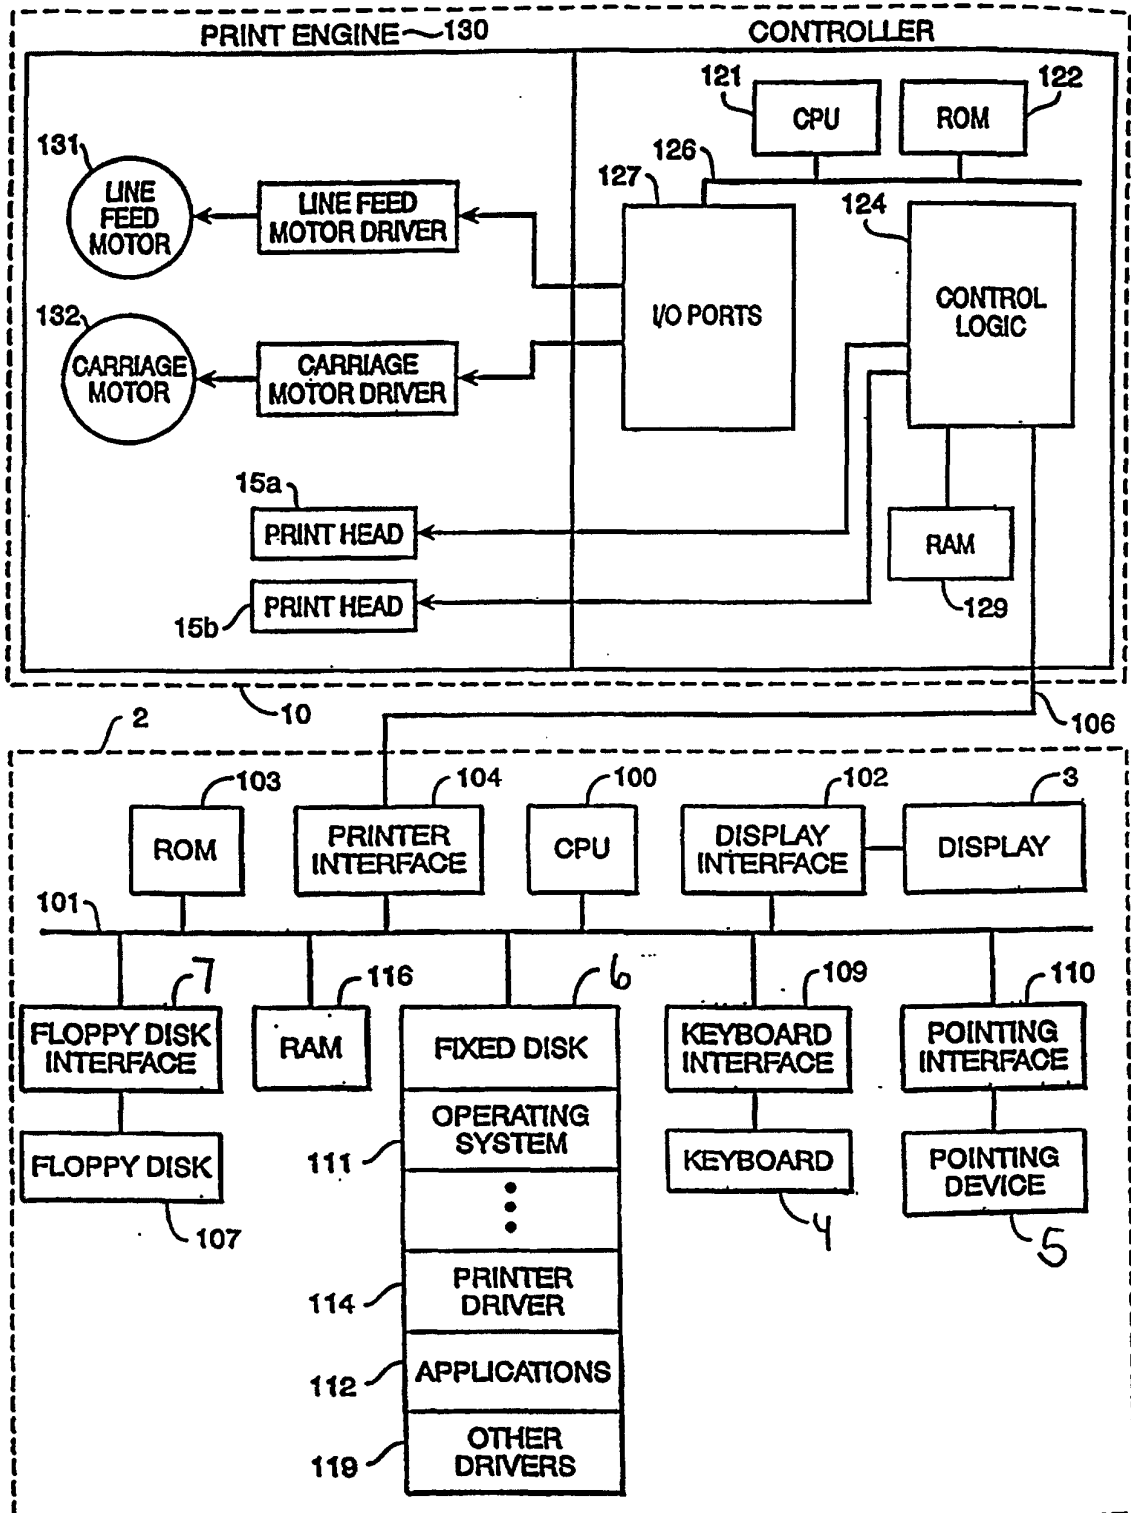 PRINT ENGINE 130
CONTROLLER
121
CPU
ROM
122
126
127
124
131
LINE
FEED
MOTOR
LINE FEED
MOTOR DRIVER
I/O PORTS
CONTROL
LOGIC
132
CARRIAGE
MOTOR
CARRIAGE
MOTOR DRIVER
15a
PRINT HEAD
RAM
129
15b
PRINT HEAD
10
106
2
103
ROM
104
PRINTER
INTERFACE
100
CPU
102
DISPLAY
INTERFACE
3
DISPLAY
101
7
FLOPPY DISK
INTERFACE
116
RAM
6
FIXED DISK
109
KEYBOARD
INTERFACE
110
POINTING
INTERFACE
OPERATING
SYSTEM
111
FLOPPY DISK
107
KEYBOARD
4
POINTING
DEVICE
5
PRINTER
DRIVER
114
APPLICATIONS
112
OTHER
DRIVERS
119